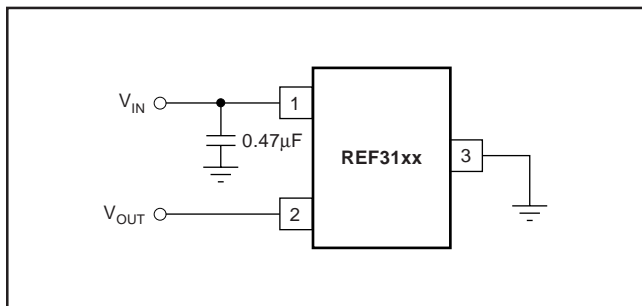 V_IN
1
0.47μF
REF31xx
3
V_OUT
2